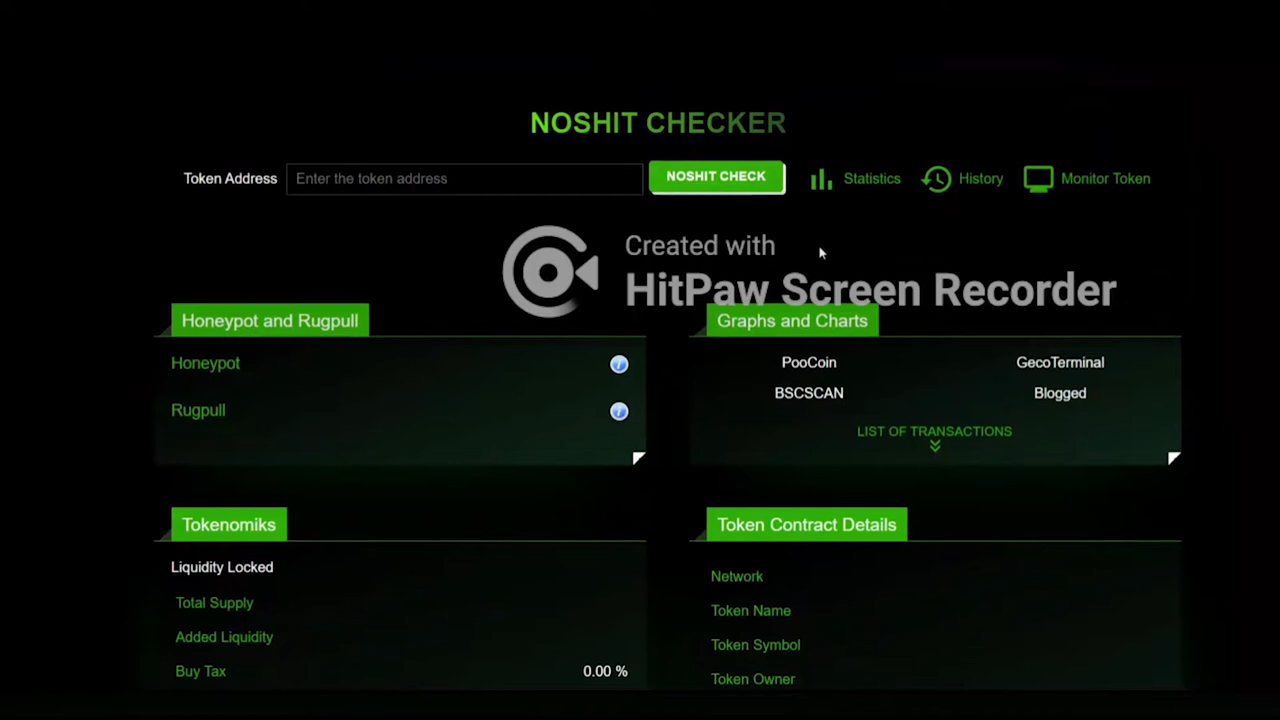 NOSHIT CHECKER
Token Address Enter the token address NOSHIT CHECK Statistics History Monitor Token
Created with
HitPaw Screen Recorder
Honeypot and Rugpull
Honeypot
Rugpull
Graphs and Charts
PooCoin GecoTerminal
BSCSCAN Blogged
LIST OF TRANSACTIONS
Tokenomiks
Liquidity Locked
Total Supply
Added Liquidity
Buy Tax 0.00 %
Token Contract Details
Network
Token Name
Token Symbol
Token Owner